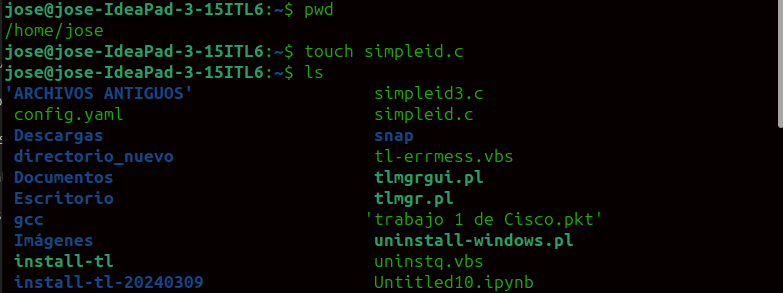 jose@jose-IdeaPad-3-15ITL6:~$ pwd
/home/jose
jose@jose-IdeaPad-3-15ITL6:~$ touch simpleid.c
jose@jose-IdeaPad-3-15ITL6:~$ ls
'ARCHIVOS ANTIGUOS' simpleid3.c
config.yaml simpleid.c
Descargas snap
directorio_nuevo tl-errmess.vbs
Documentos tlmgrgui.pl
Escritorio tlmgr.pl
gcc 'trabajo 1 de Cisco.pkt'
Imágenes uninstall-windows.pl
install-tl uninstq.vbs
install-tl-20240309 Untitled10.ipynb